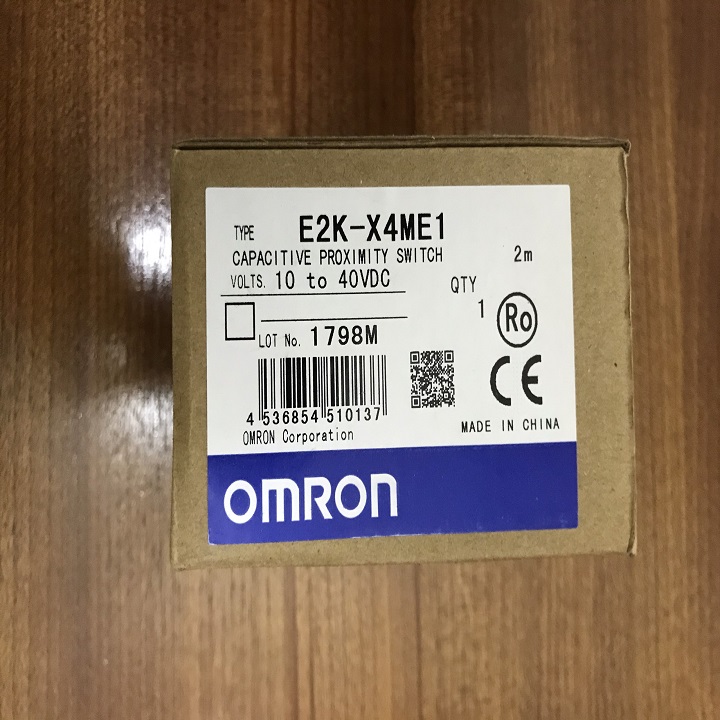 TYPE E2K-X4ME1
CAPACITIVE PROXIMITY SWITCH 2m
VOLTS. 10 to 40VDC
QTY
1
Ro
LOT No. 1798M
CE
4 536854 510137
MADE IN CHINA
OMRON Corporation
OMRON